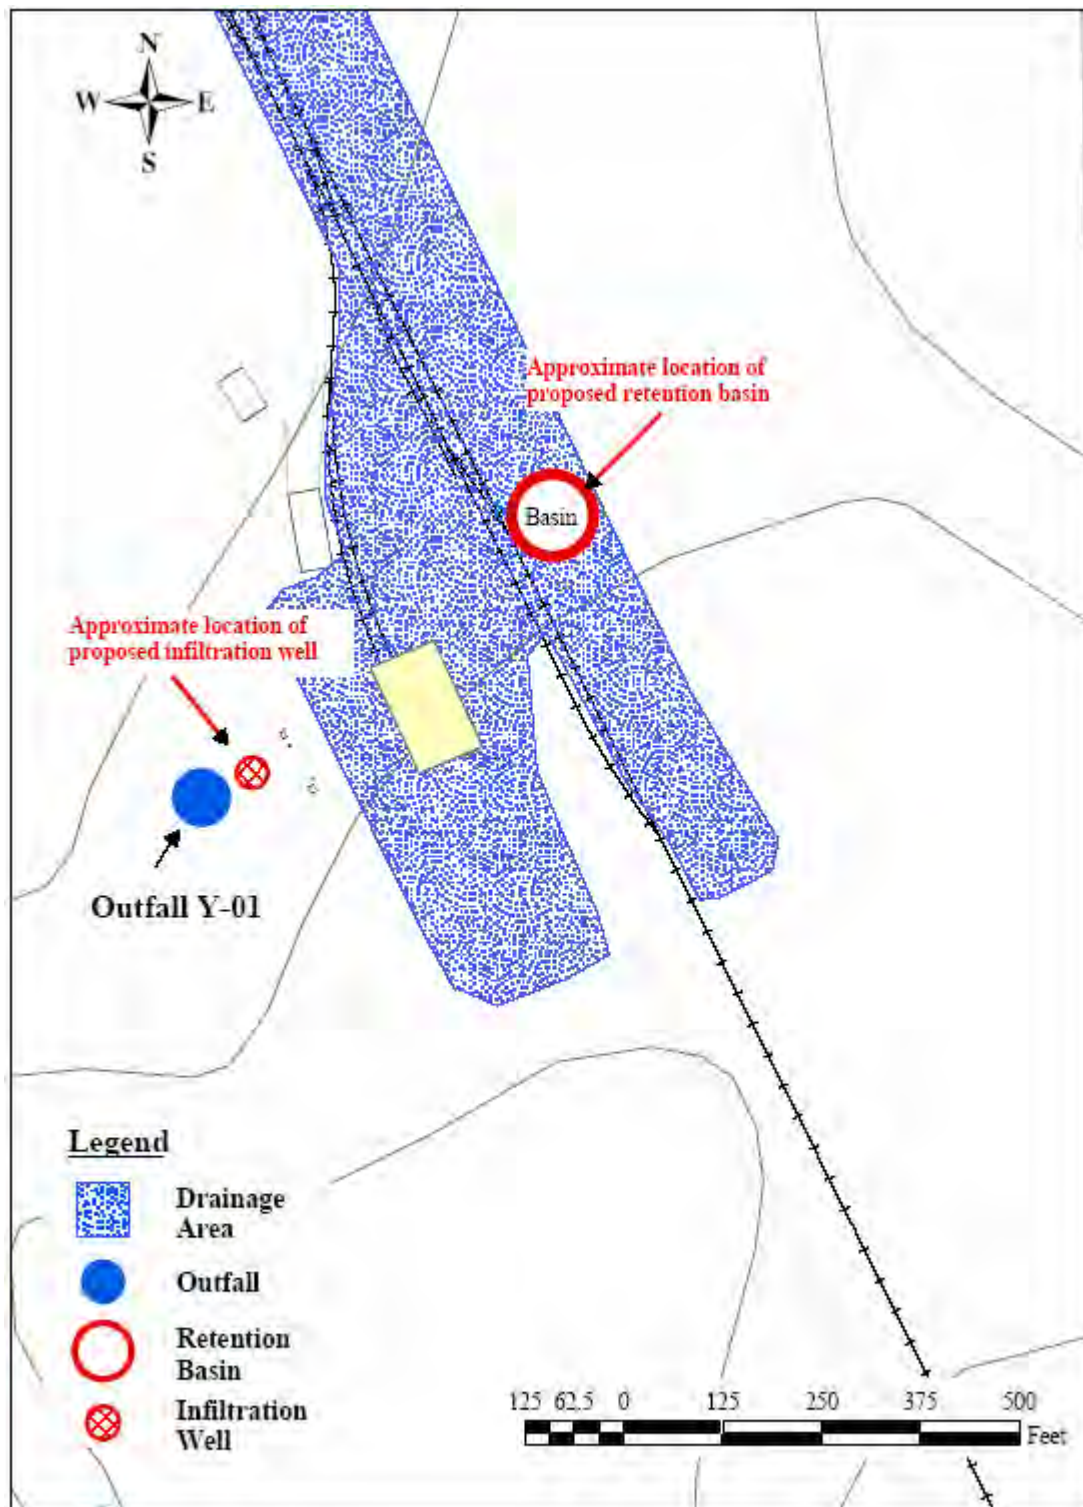 N
W E
S
Approximate location of
proposed retention basin
Basin
Approximate location of
proposed infiltration well
Outfall Y-01
Legend
Drainage
Area
Outfall
Retention
Basin
Infiltration
Well
125 62.5 0 125 250 375 500
Feet